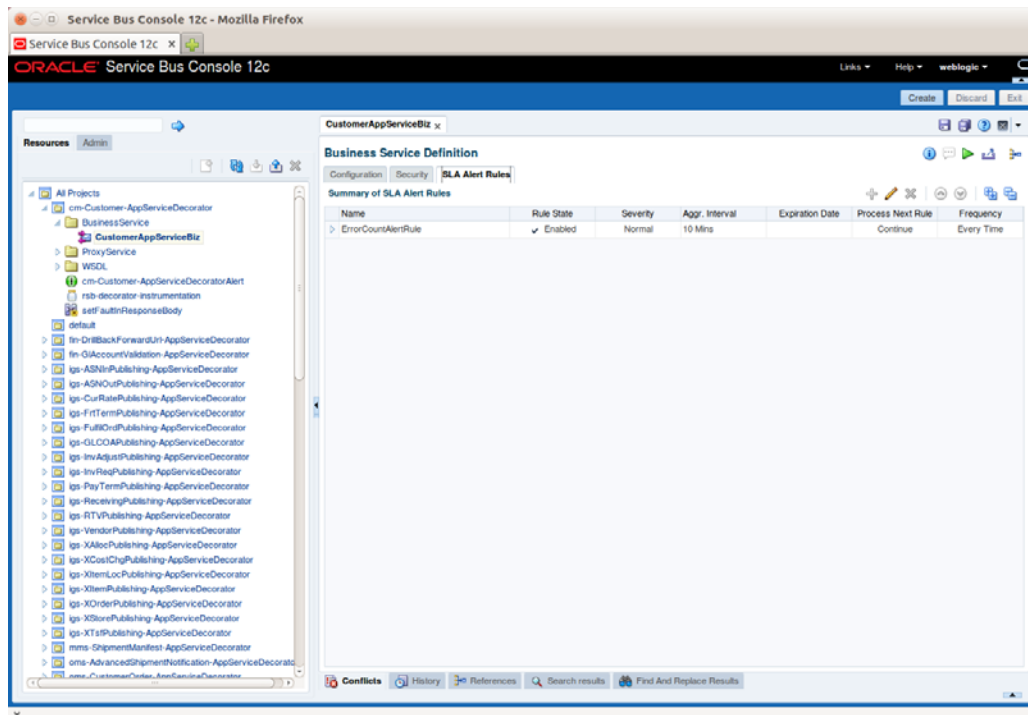 Service Bus Console 12c - Mozilla Firefox
Service Bus Console 12c
ORACLE Service Bus Console 12c
Links Help weblogic
Create Discard Exit
CustomerAppServiceBiz
Resources Admin
Business Service Definition
Configuration Security SLA Alert Rules
Summary of SLA Alert Rules
Name Rule State Severity Aggr. Interval Expiration Date Process Next Rule Frequency
ErrorCountAlertRule Enabled Normal 10 Mins Continue Every Time
All Projects
cm-Customer-AppServiceDecorator
BusinessService
CustomerAppServiceBiz
ProxyService
WSDL
cm-Customer-AppServiceDecoratorAlert
rsb-decorator-instrumentation
setFaultInResponseBody
default
fin-DrillBackForwardUrl-AppServiceDecorator
fin-GlAccountValidation-AppServiceDecorator
igs-ASNInPublishing-AppServiceDecorator
igs-ASNOutPublishing-AppServiceDecorator
igs-CurRatePublishing-AppServiceDecorator
igs-FrtTermPublishing-AppServiceDecorator
igs-FulfilOrdPublishing-AppServiceDecorator
igs-GLCOAPublishing-AppServiceDecorator
igs-InvAdjustPublishing-AppServiceDecorator
igs-InvReqPublishing-AppServiceDecorator
igs-PayTermPublishing-AppServiceDecorator
igs-ReceivingPublishing-AppServiceDecorator
igs-RTVPublishing-AppServiceDecorator
igs-VendorPublishing-AppServiceDecorator
igs-XAllocPublishing-AppServiceDecorator
igs-XCostChgPublishing-AppServiceDecorator
igs-XItemLocPublishing-AppServiceDecorator
igs-XItemPublishing-AppServiceDecorator
igs-XOrderPublishing-AppServiceDecorator
igs-XStorePublishing-AppServiceDecorator
igs-XTsfPublishing-AppServiceDecorator
mms-ShipmentManifest-AppServiceDecorator
oms-AdvancedShipmentNotification-AppServiceDecorato
oms-CustomerOrder-AppServiceDecorator
Conflicts History References Search results Find And Replace Results